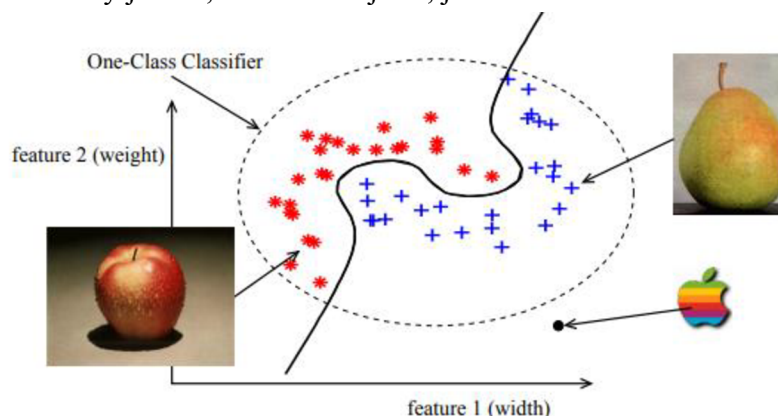 One-Class Classifier
feature 2 (weight)
feature 1 (width)